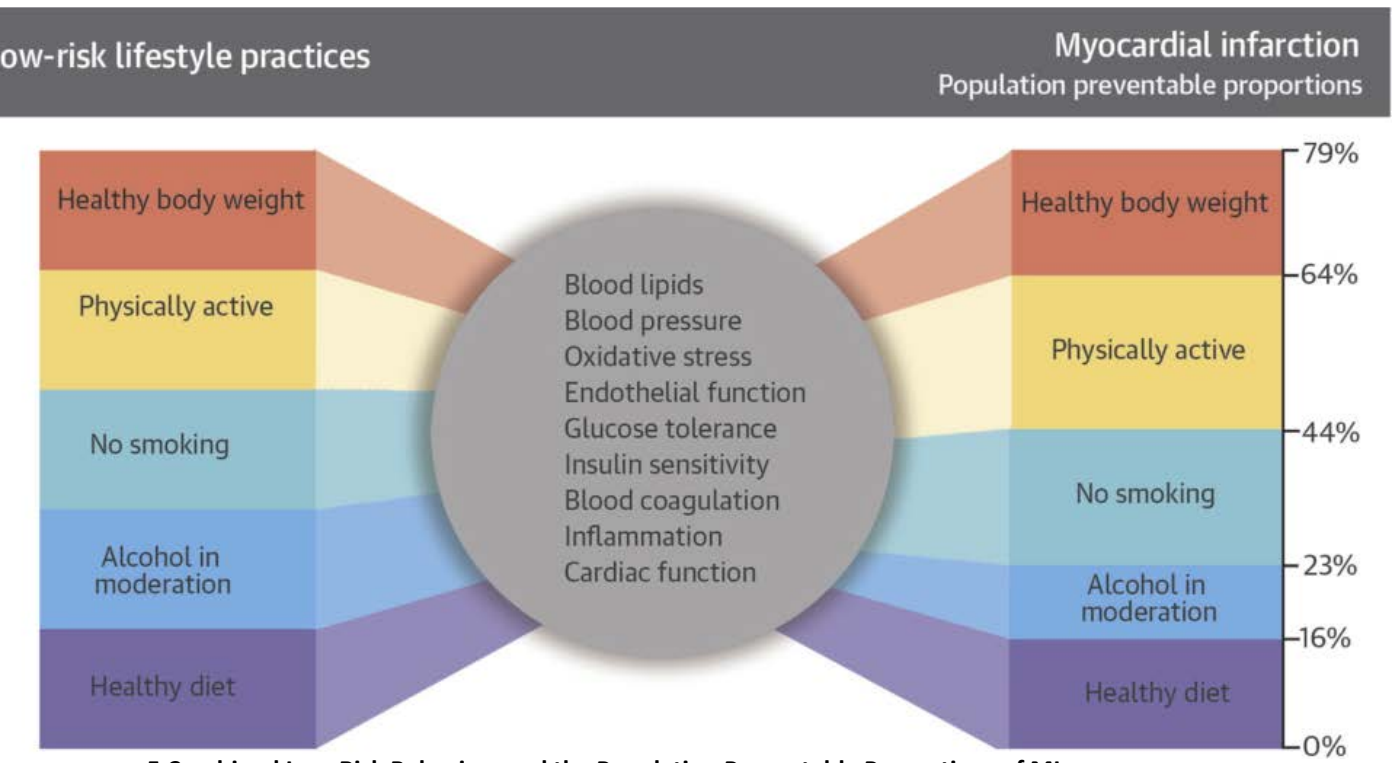 ow-risk lifestyle practices
Myocardial infarction
Population preventable proportions
Healthy body weight
Physically active
No smoking
Alcohol in
moderation
Healthy diet
Blood lipids
Blood pressure
Oxidative stress
Endothelial function
Glucose tolerance
Insulin sensitivity
Blood coagulation
Inflammation
Cardiac function
Healthy body weight
Physically active
No smoking
Alcohol in
moderation
Healthy diet
79%
64%
44%
23%
16%
0%